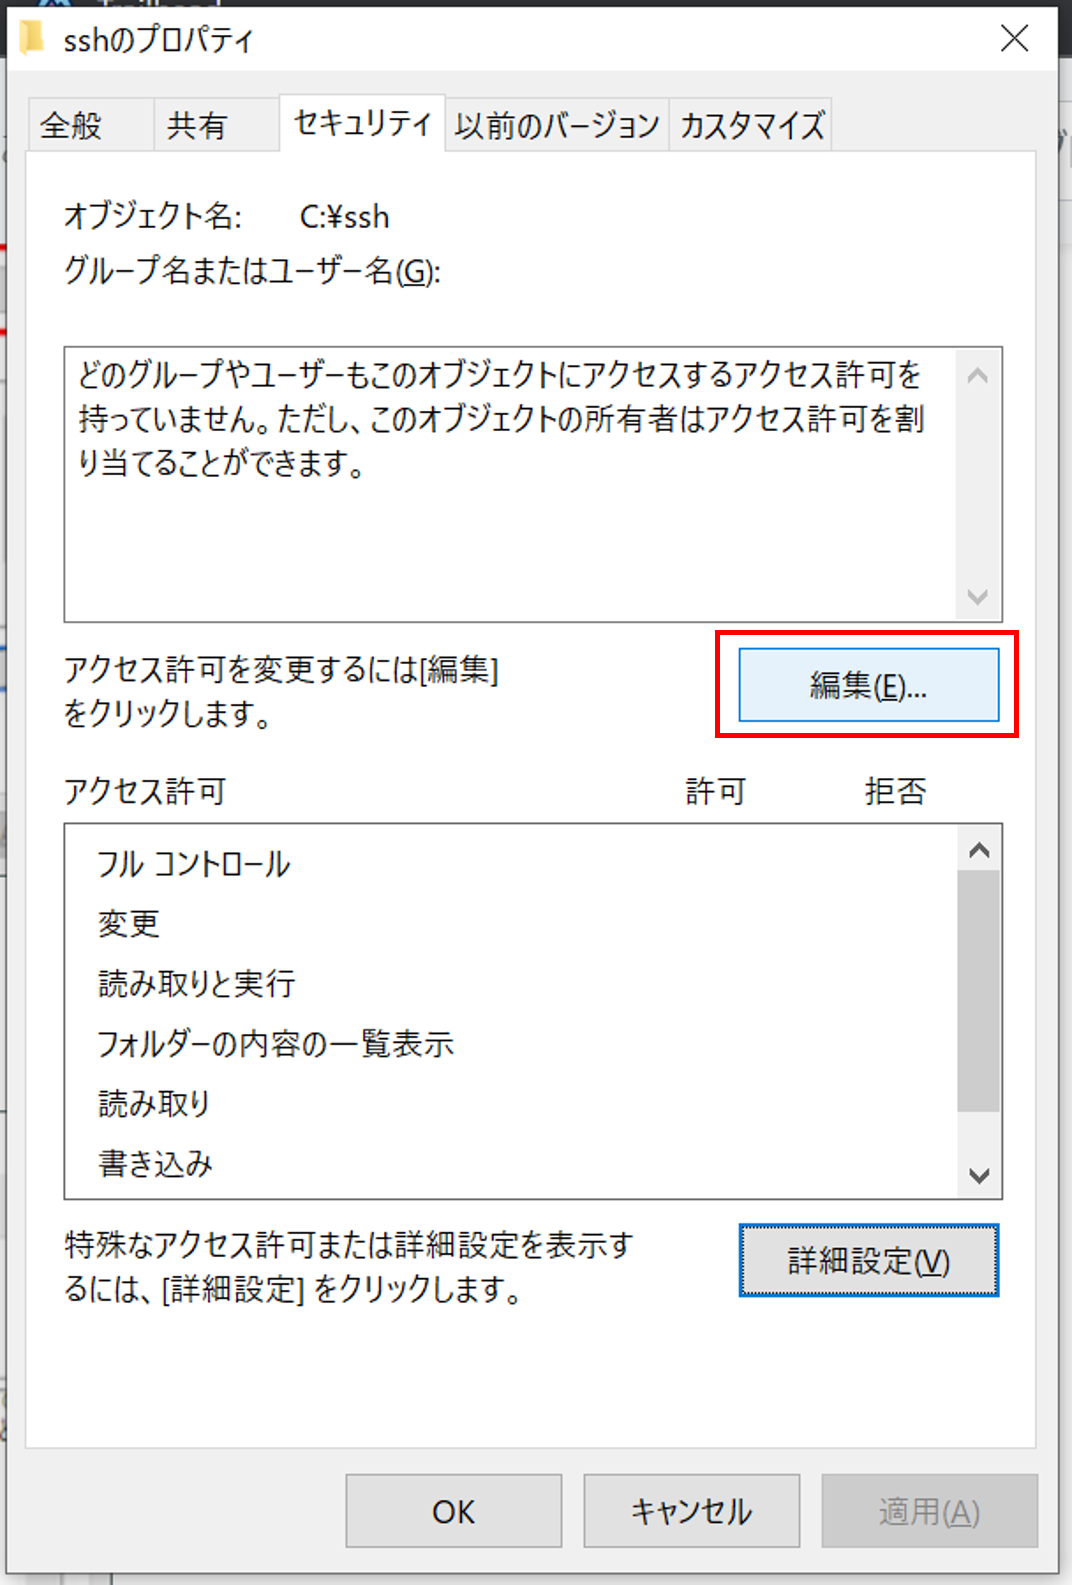 sshのプロパティ
全般 共有 セキュリティ 以前のバージョン カスタマイズ
オブジェクト名: C:¥ssh
グループ名またはユーザー名(G):
どのグループやユーザーもこのオブジェクトにアクセスするアクセス許可を
持っていません。ただし、このオブジェクトの所有者はアクセス許可を割
り当てることができます。
アクセス許可を変更するには[編集]
をクリックします。
編集(E)...
アクセス許可 許可 拒否
フル コントロール
変更
読み取りと実行
フォルダーの内容の一覧表示
読み取り
書き込み
特殊なアクセス許可または詳細設定を表示す
るには、[詳細設定] をクリックします。
詳細設定(V)
OK キャンセル 適用(A)